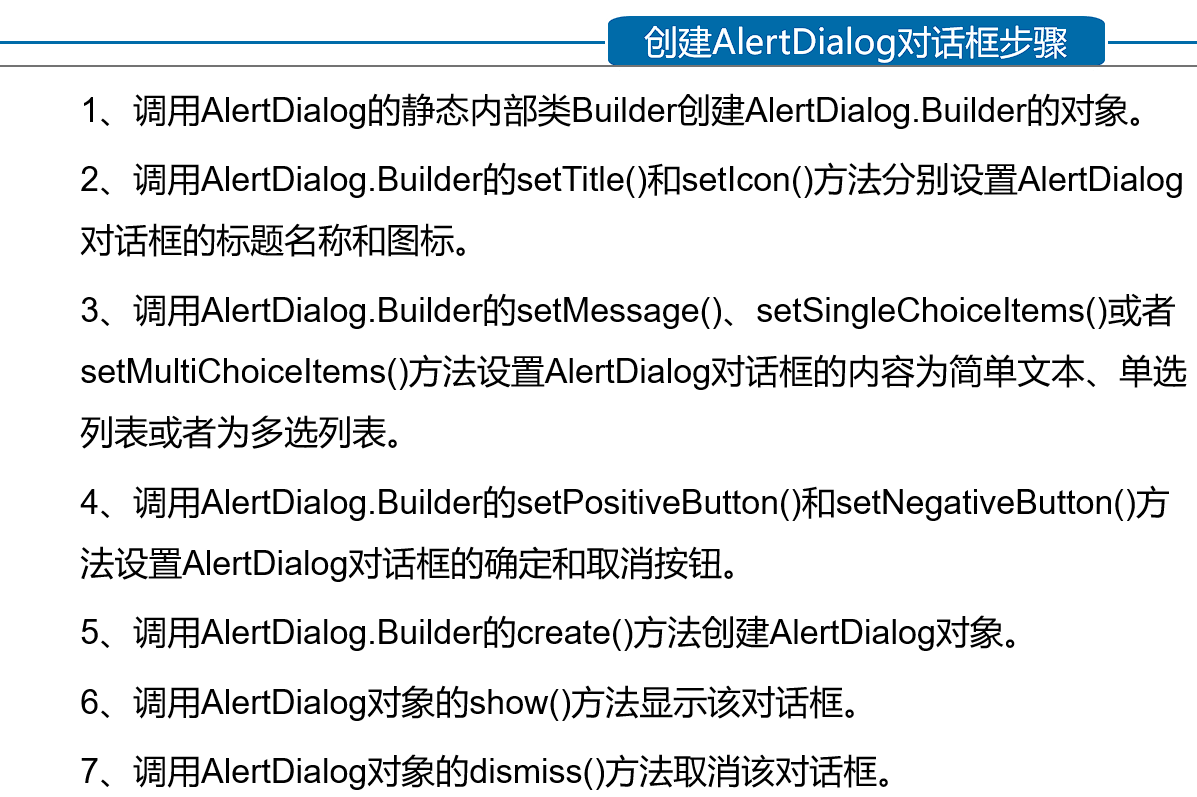 创建AlertDialog对话框步骤
1、调用AlertDialog的静态内部类Builder创建AlertDialog.Builder的对象。
2、调用AlertDialog.Builder的setTitle()和setIcon()方法分别设置AlertDialog
对话框的标题名称和图标。
3、调用AlertDialog.Builder的setMessage()、setSingleChoiceItems()或者
setMultiChoiceItems()方法设置AlertDialog对话框的内容为简单文本、单选
列表或者为多选列表。
4、调用AlertDialog.Builder的setPositiveButton()和setNegativeButton()方
法设置AlertDialog对话框的确定和取消按钮。
5、调用AlertDialog.Builder的create()方法创建AlertDialog对象。
6、调用AlertDialog对象的show()方法显示该对话框。
7、调用AlertDialog对象的dismiss()方法取消该对话框。